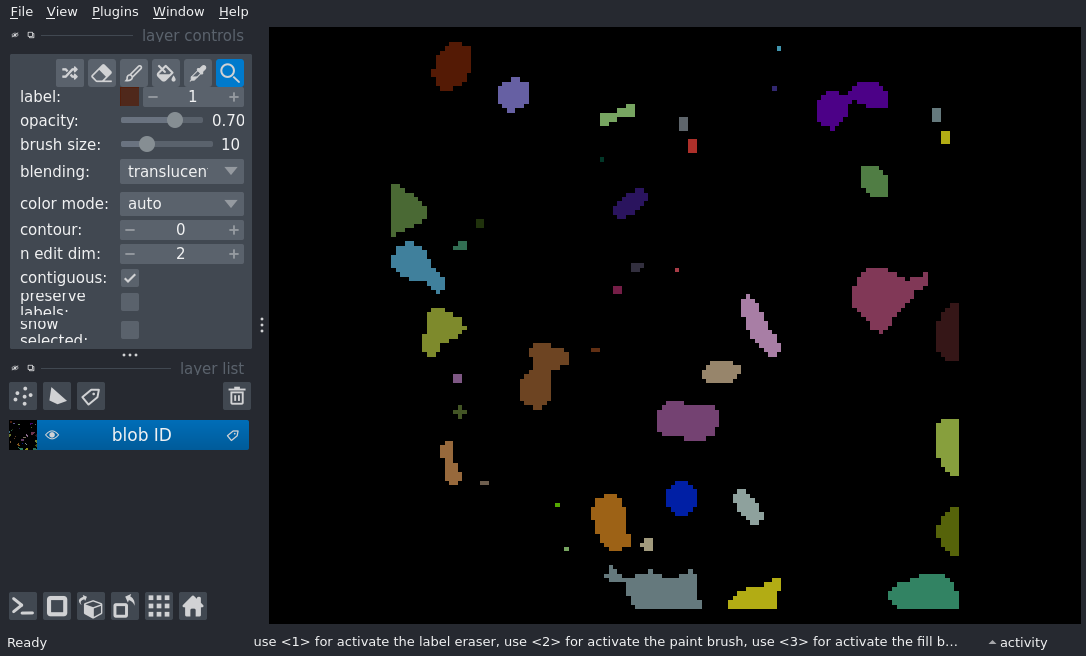 File View Plugins Window Help
layer controls
label: 1
opacity: 0.70
brush size: 10
blending: translucen
color mode: auto
contour: 0
n edit dim: 2
contiguous:
preserve
labels:
show
selected:
layer list
blob ID
Ready use <1> for activate the label eraser, use <2> for activate the paint brush, use <3> for activate the fill b... activity